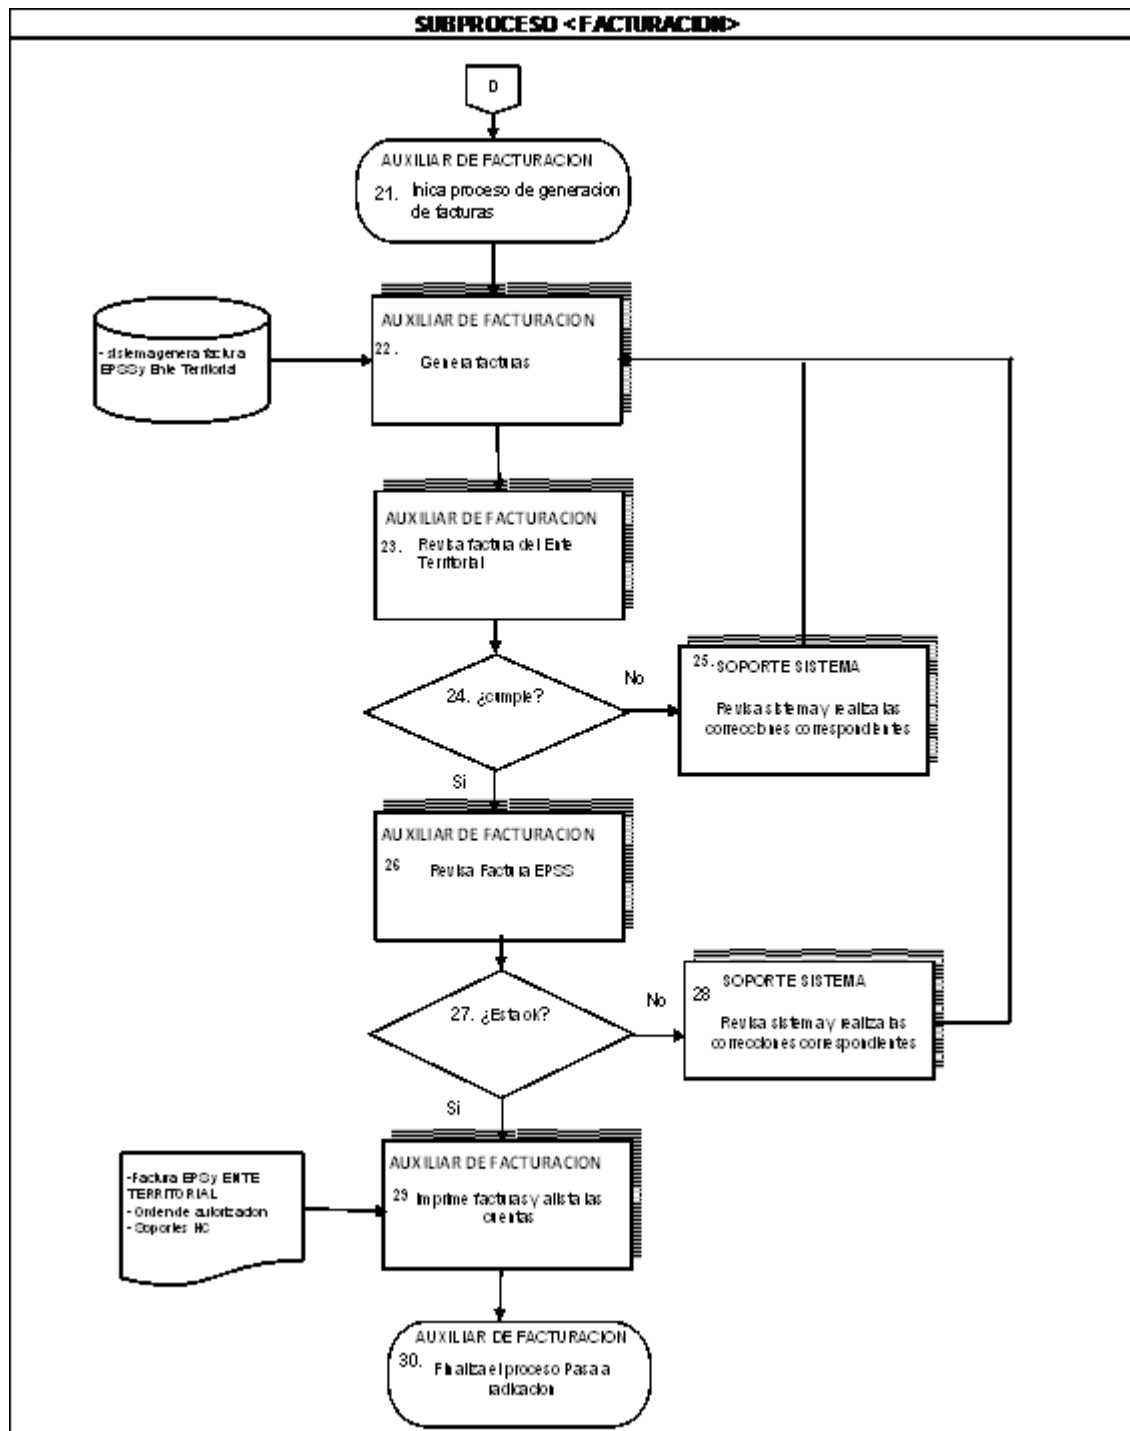 SUBPROCESO <FACTURACION>
D
AUXILIAR DE FACTURACION
21. Inica proceso de generacion
de facturas
- sistema genera factura
EPSS y Ente Territorial
AUXILIAR DE FACTURACION
22.
Genera facturas
AUXILIAR DE FACTURACION
23. Revisa factura del Ente
Territorial
24. ¿cumple?
No
25. SOPORTE SISTEMA
Revisa sistema y realiza las
correcciones correspondientes
Si
AUXILIAR DE FACTURACION
26 Revisa Factura EPSS
27. ¿Esta ok?
No
SOPORTE SISTEMA
28
Revisa sistema y realiza las
correcciones correspondientes
Si
-Factura EPS y ENTE
TERRITORIAL
- Orden de autorizacion
- Soportes HC
AUXILIAR DE FACTURACION
29 Imprime facturas y alista las
cuentas
AUXILIAR DE FACTURACION
30.
Finaliza el proceso Pasa a
radicacion